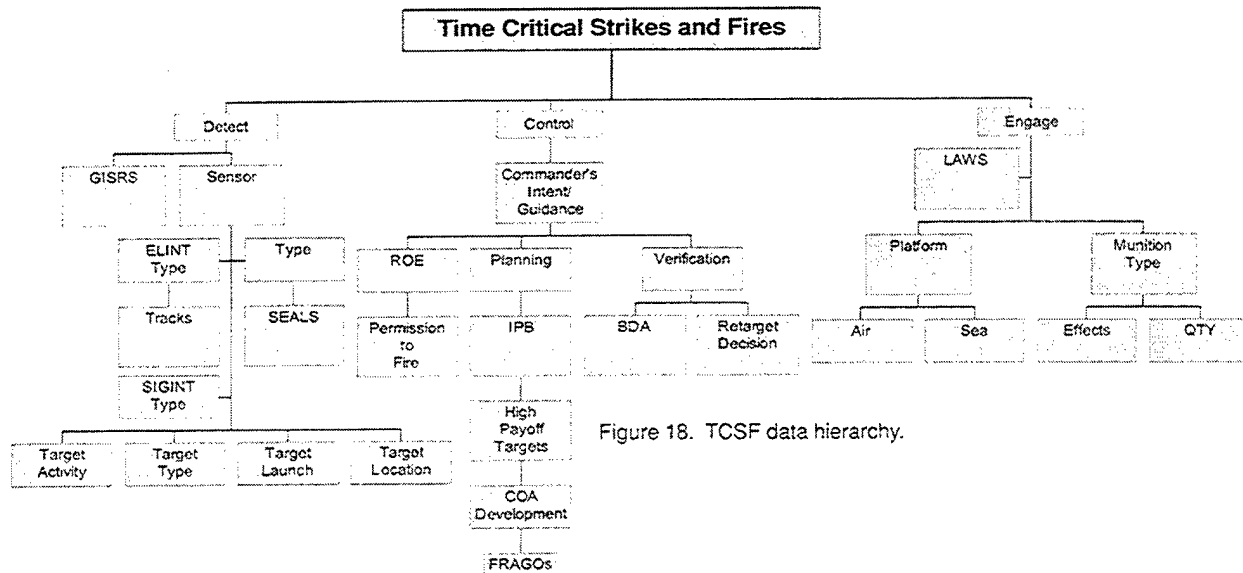 Time Critical Strikes and Fires
Detect
Control
Engage
GISRS
Sensor
Commander's
Intent/
Guidance
LAWS
ELINT
Type
Type
ROE
Planning
Verification
Platform
Munition
Type
Tracks
SEALS
Permission
to
Fire
IPB
BDA
Retarget
Decision
Air
Sea
Effects
QTY
SIGINT
Type
High
Payoff
Targets
Figure 18. TCSF data hierarchy.
Target
Activity
Target
Type
Target
Launch
Target
Location
COA
Development
FRAGOs